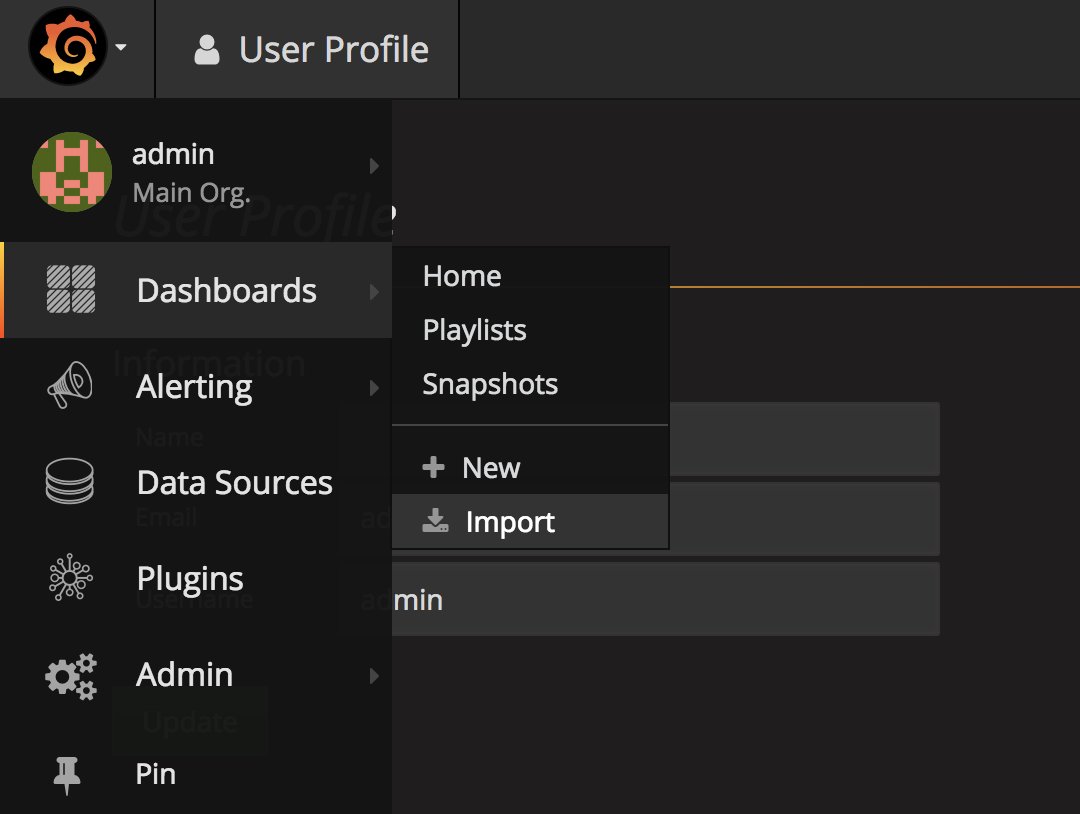 User Profile
admin
Main Org.
User Profile
Dashboards
Home
Playlists
Snapshots
Information
Alerting
Name
New
Data Sources
Import
Email
ad
Plugins
Username
admin
Admin
Update
Pin